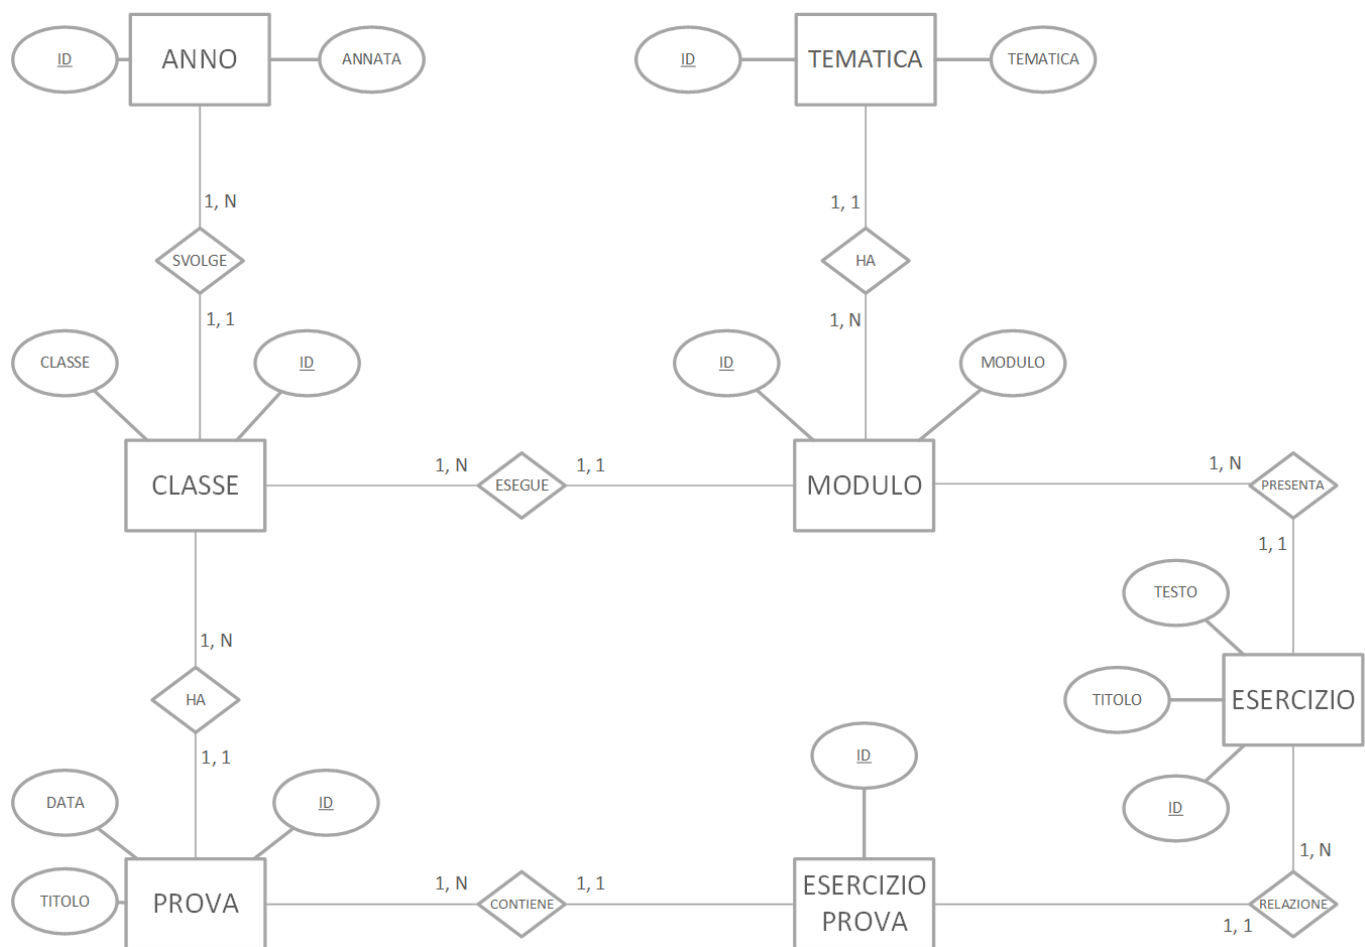 ID
ANNO
ANNATA
ID
TEMATICA
TEMATICA
1, N
1, 1
SVOLGE
HA
1, 1
1, N
CLASSE
ID
ID
MODULO
CLASSE
1, N
ESEGUE
1, 1
MODULO
1, N
PRESENTA
1, 1
TESTO
1, N
HA
TITOLO
ESERCIZIO
1, 1
ID
DATA
ID
ID
1, N
TITOLO
PROVA
1, N
CONTIENE
1, 1
ESERCIZIO
PROVA
RELAZIONE
1, 1